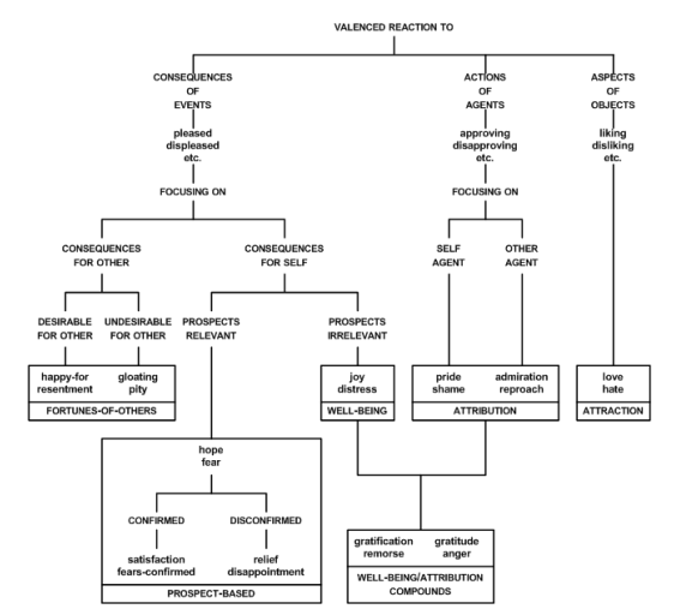 VALENCED REACTION TO
CONSEQUENCES
OF
EVENTS
ACTIONS
OF
AGENTS
ASPECTS
OF
OBJECTS
pleased
displeased
etc.
approving
disapproving
etc.
liking
disliking
etc.
FOCUSING ON
FOCUSING ON
CONSEQUENCES
FOR OTHER
CONSEQUENCES
FOR SELF
SELF
AGENT
OTHER
AGENT
DESIRABLE
FOR OTHER
UNDESIRABLE
FOR OTHER
PROSPECTS
RELEVANT
PROSPECTS
IRRELEVANT
happy-for
resentment
gloating
pity
FORTUNES-OF-OTHERS
joy
distress
WELL-BEING
pride
shame
admiration
reproach
ATTRIBUTION
love
hate
ATTRACTION
hope
fear
CONFIRMED
DISCONFIRMED
satisfaction
fears-confirmed
relief
disappointment
PROSPECT-BASED
gratification
remorse
gratitude
anger
WELL-BEING/ATTRIBUTION
COMPOUNDS